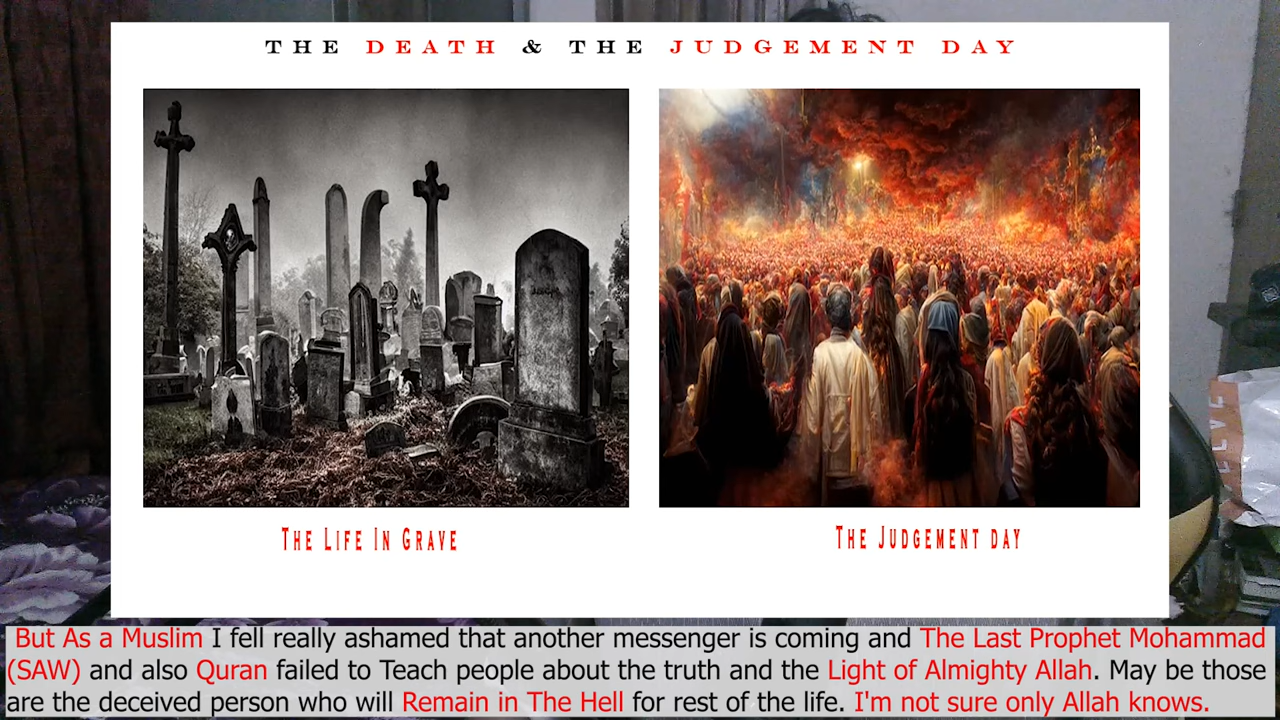 THE DEATH & THE JUDGEMENT DAY
THE LIFE IN GRAVE
THE JUDGEMENT DAY
But As a Muslim I fell really ashamed that another messenger is coming and The Last Prophet Mohammad
(SAW) and also Quran failed to Teach people about the truth and the Light of Almighty Allah. May be those
are the deceived person who will Remain in The Hell for rest of the life. I'm not sure only Allah knows.